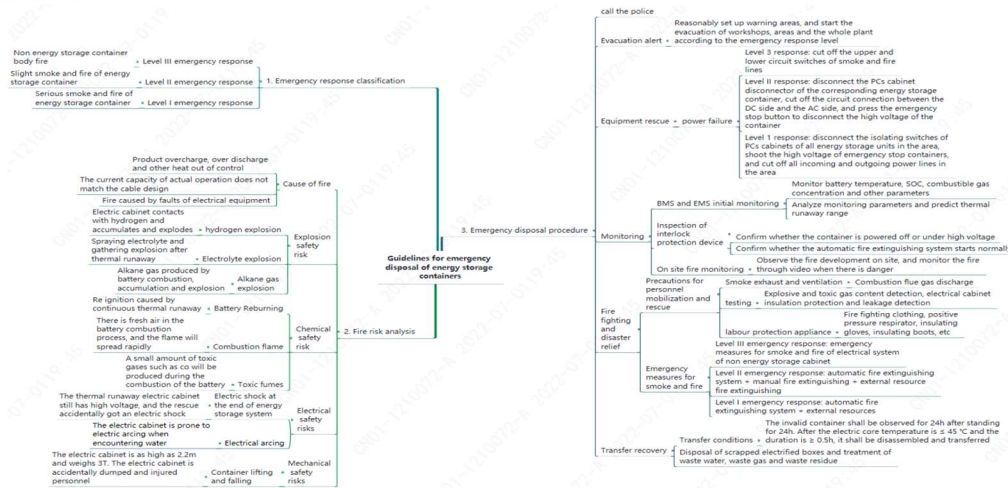 Guidelines for emergency
disposal of energy storage
containers
1. Emergency response classification
Level III emergency response
Non energy storage container
body fire
Level II emergency response
Slight smoke and fire of energy
storage container
Level I emergency response
Serious smoke and fire of
energy storage container
2. Fire risk analysis
Cause of fire
Product overcharge, over discharge
and other heat out of control
The current capacity of actual operation does not
match the cable design
Fire caused by faults of electrical equipment
Explosion
safety
risk
hydrogen explosion
Electric cabinet contacts
with hydrogen and
accumulates and explodes
Electrolyte explosion
Spraying electrolyte and
gathering explosion after
thermal runaway
Alkane gas
explosion
Alkane gas produced by
battery combustion,
accumulation and explosion
Chemical
safety
risk
Battery Reburning
Re ignition caused by
continuous thermal runaway
Combustion flame
There is fresh air in the
battery combustion
process, and the flame will
spread rapidly
Toxic fumes
A small amount of toxic
gases such as co will
be produced during the
combustion of the battery
Electrical
safety
risks
Electric shock at
the end of energy
storage system
The thermal runaway electric cabinet
still has high voltage, and the rescue
accidentally got an electric shock
Electrical arcing
The electric cabinet is prone to
electric arcing when
encountering water
Mechanical
safety
risks
Container lifting
and falling
The electric cabinet is as high as 2.2m
and weighs 3T. The electric cabinet is
accidentally dumped and injured
personnel
3. Emergency disposal procedure
call the police
Evacuation alert
Reasonably set up warning areas, and start the
evacuation of workshops, areas and the whole plant
according to the emergency response level
Equipment rescue
power failure
Level 3 response: cut off the upper and
lower circuit switches of smoke and fire
lines
Level II response: disconnect the PCs cabinet
disconnector of the corresponding energy storage
container, cut off the circuit connection between the
DC side and the AC side, and press the emergency
stop button to disconnect the high voltage of the
container
Level 1 response: disconnect the isolating switches of
PCs cabinets of all energy storage units in the area,
shoot the high voltage of emergency stop containers,
and cut off all incoming and outgoing power lines in
the area
Monitoring
BMS and EMS initial monitoring
Monitor battery temperature, SOC, combustible gas
concentration and other parameters
Analyze monitoring parameters and predict thermal
runaway range
Inspection of
interlock
protection device
Confirm whether the container is powered off or under high voltage
Confirm whether the automatic fire extinguishing system starts normally
On site fire monitoring
Observe the fire development on site, and monitor the fire
through video when there is danger
Fire
fighting
and
disaster
relief
Precautions for
personnel
mobilization and
rescue
Smoke exhaust and ventilation
Combustion flue gas discharge
testing
Explosive and toxic gas content detection, electrical cabinet
insulation protection and leakage detection
labour protection appliance
Fire fighting clothing, positive
pressure respirator, insulating
gloves, insulating boots, etc
Emergency
measures for
smoke and fire
Level III emergency response: emergency
measures for smoke and fire of electrical system
of non energy storage cabinet
Level II emergency response: automatic fire extinguishing
system + manual fire extinguishing + external resource
fire extinguishing
Level I emergency response: automatic fire
extinguishing system + external resources
Transfer recovery
Transfer conditions
The invalid container shall be observed for 24h after standing
for 24h. After the electric core temperature is ≤ 45 °C and the
duration is ≥ 0.5h, it shall be disassembled and transferred
Disposal of scrapped electrified boxes and treatment of
waste water, waste gas and waste residue